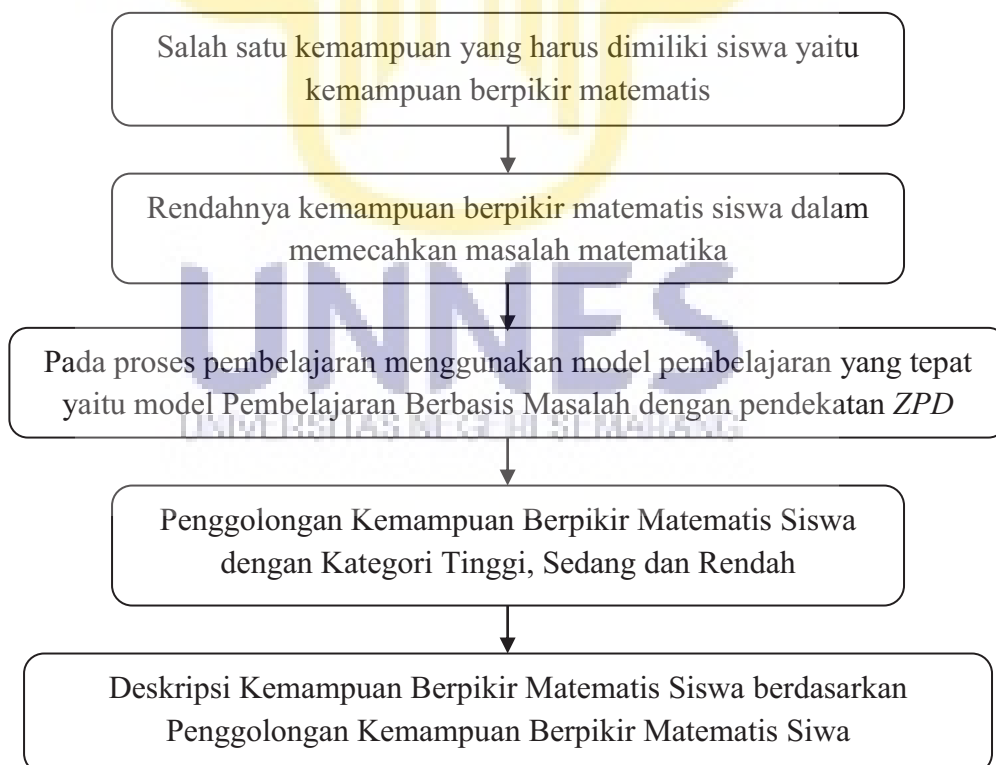 Salah satu kemampuan yang harus dimiliki siswa yaitu
kemampuan berpikir matematis
Rendahnya kemampuan berpikir matematis siswa dalam
memecahkan masalah matematika
UNNES
Pada proses pembelajaran menggunakan model pembelajaran yang tepat
yaitu model Pembelajaran Berbasis Masalah dengan pendekatan ZPD
UNIVERSITAS NEGERI SEMARANG
Penggolongan Kemampuan Berpikir Matematis Siswa
dengan Kategori Tinggi, Sedang dan Rendah
Deskripsi Kemampuan Berpikir Matematis Siswa berdasarkan
Penggolongan Kemampuan Berpikir Matematis Siwa